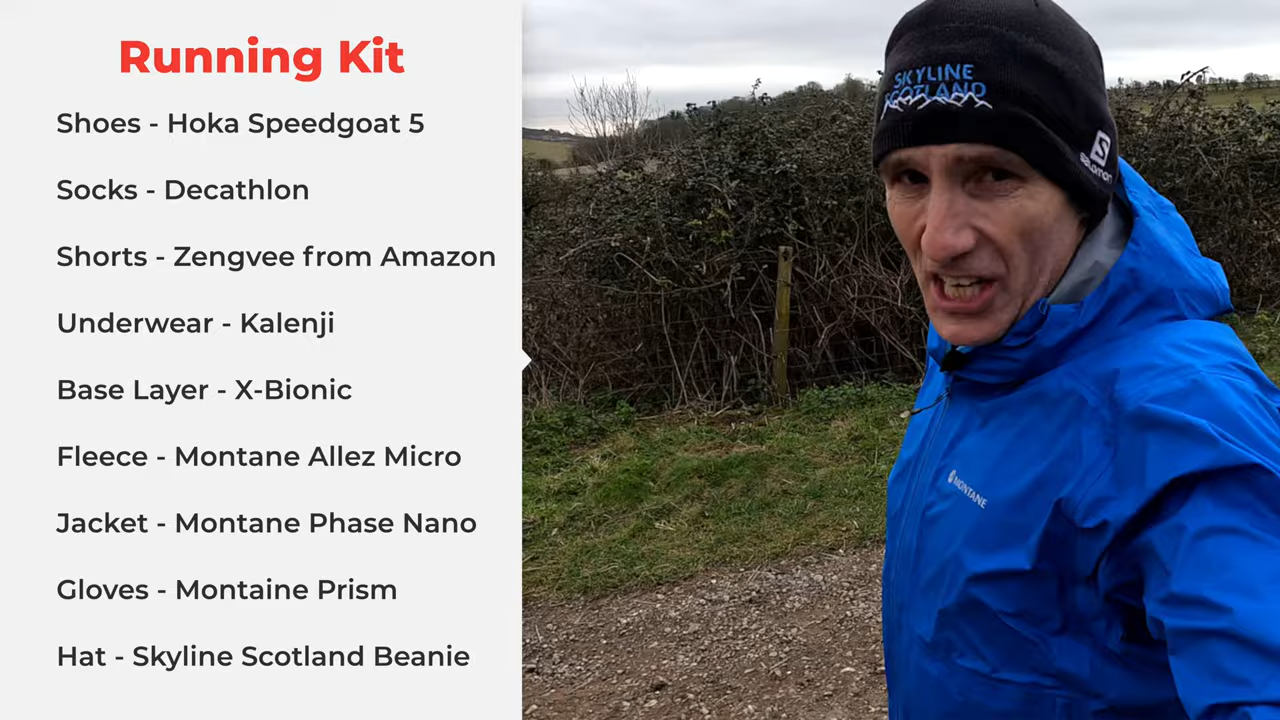 Running Kit
Shoes - Hoka Speedgoat 5
Socks - Decathlon
Shorts - Zengvee from Amazon
Underwear - Kalenji
Base Layer - X-Bionic
Fleece - Montane Allez Micro
Jacket - Montane Phase Nano
Gloves - Montaine Prism
Hat - Skyline Scotland Beanie
SKYLINE
SCOTLAND
S
salomon
MONTANE